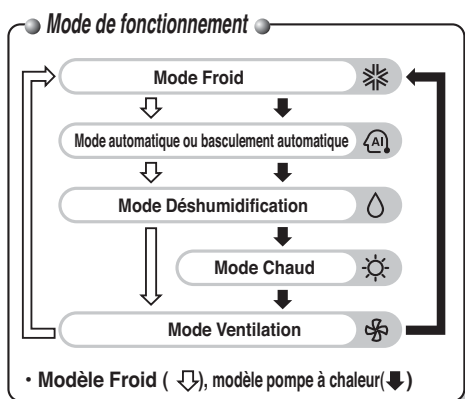 Mode de fonctionnement
Mode Froid
Mode automatique ou basculement automatique AI
Mode Déshumidification
Mode Chaud
Mode Ventilation
• Modèle Froid ( ⇩), modèle pompe à chaleur(⬇)